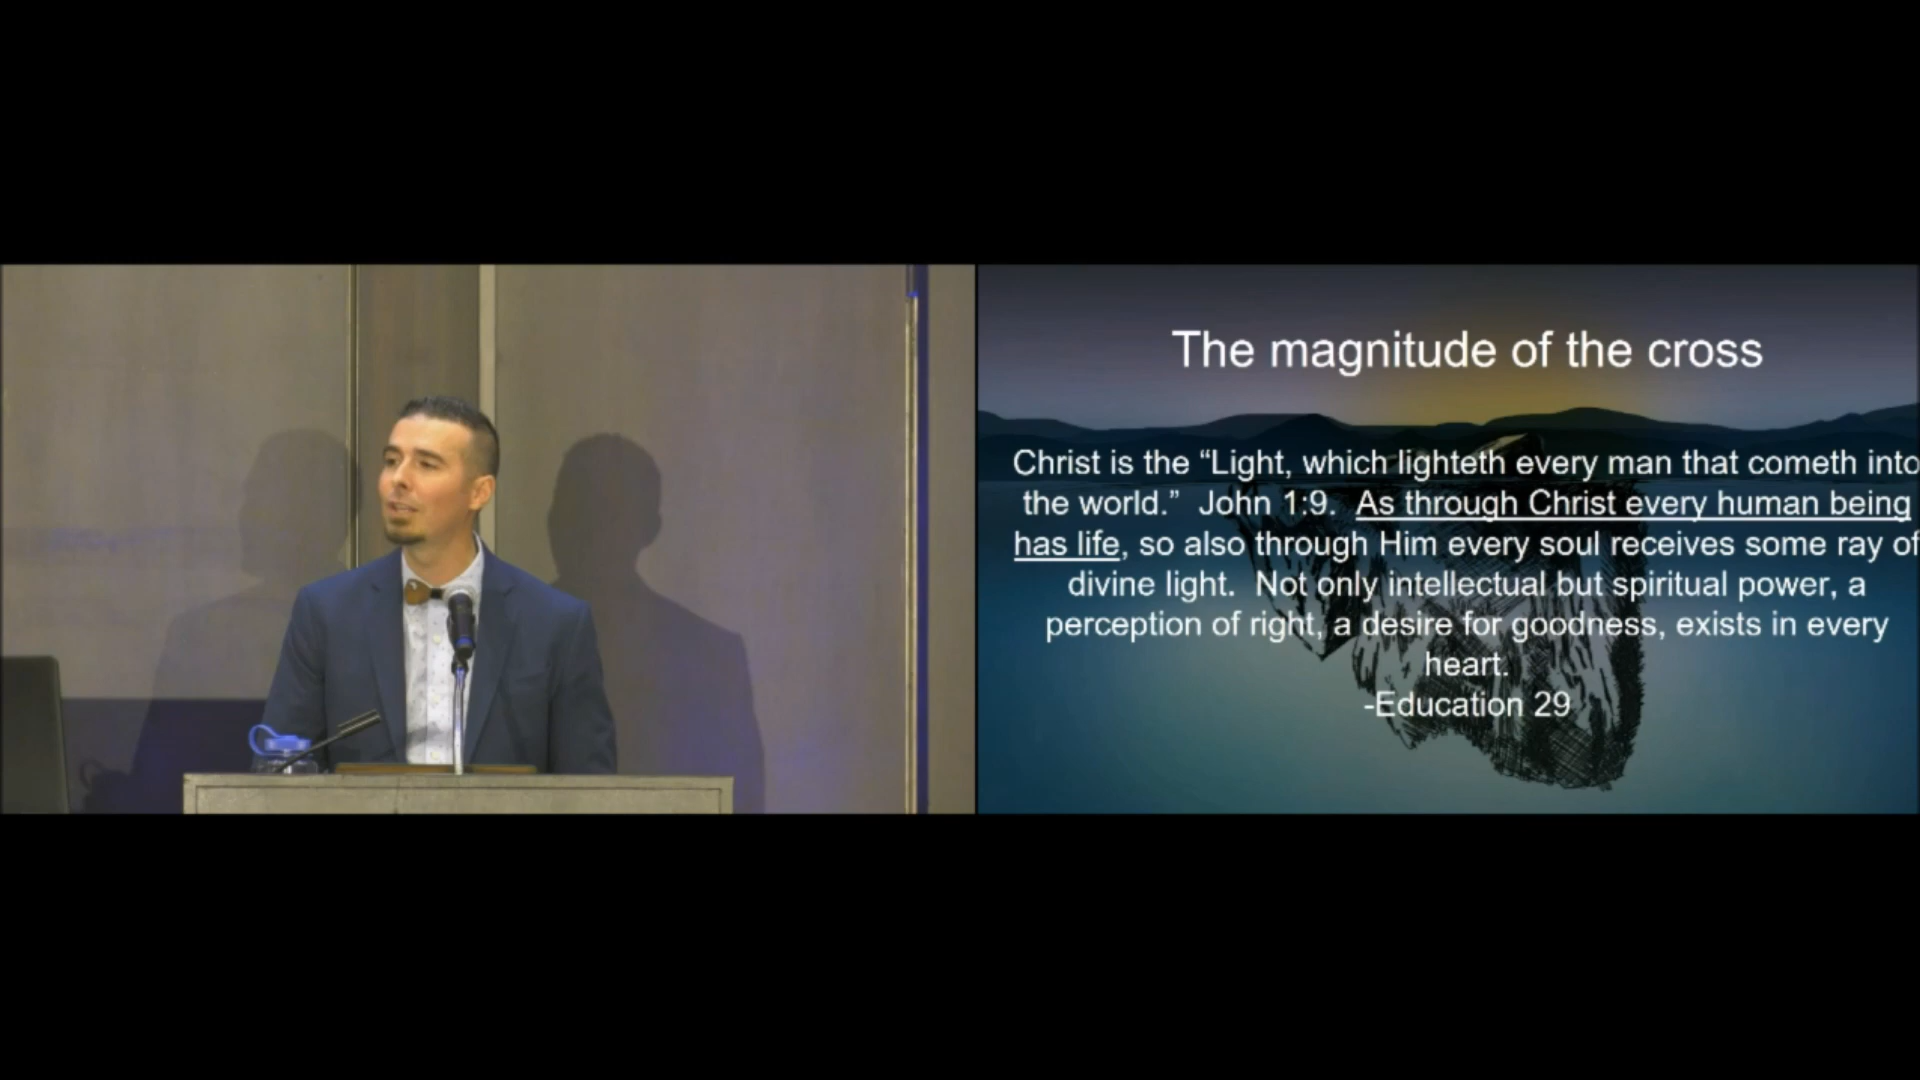 The magnitude of the cross
Christ is the “Light, which lighteth every man that cometh into
the world.” John 1:9. As through Christ every human being
has life, so also through Him every soul receives some ray of
divine light. Not only intellectual but spiritual power, a
perception of right, a desire for goodness, exists in every
heart.
-Education 29